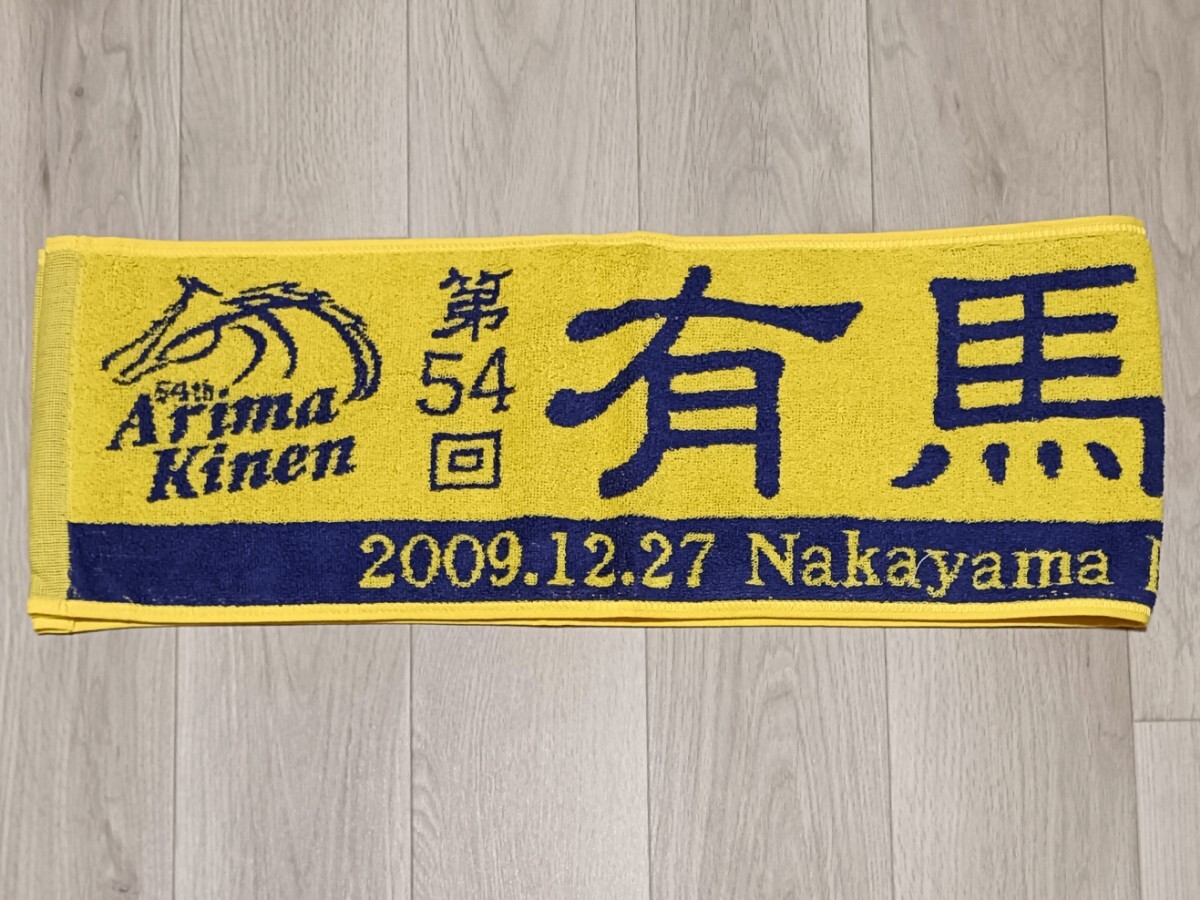 54th
Arima
Kinen
第
54
回
有馬
2009.12.27 Nakayama